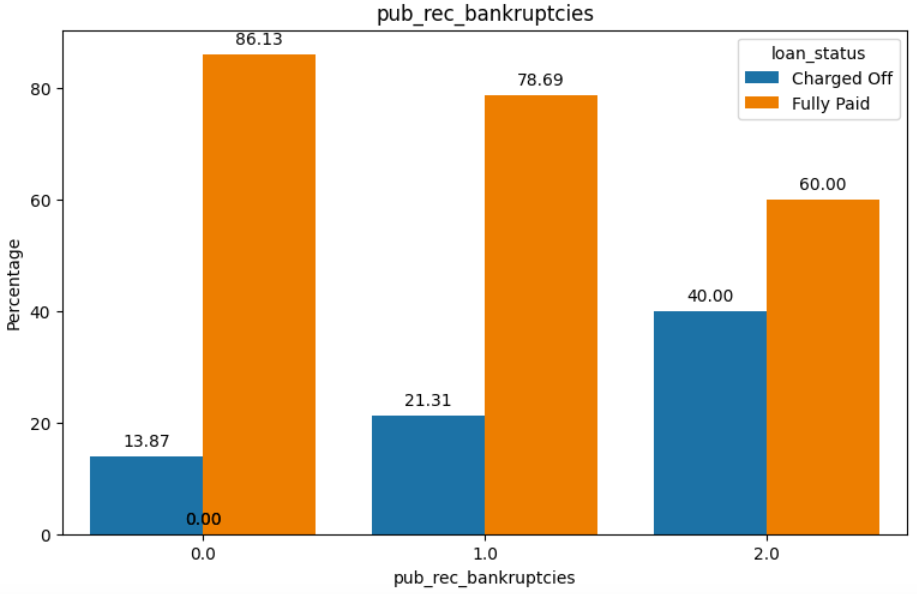 pub_rec_bankruptcies
86.13
78.69
60.00
40.00
21.31
13.87
0.00
loan_status
Charged Off
Fully Paid
Percentage
80
60
40
20
0
0.0
1.0
2.0
pub_rec_bankruptcies